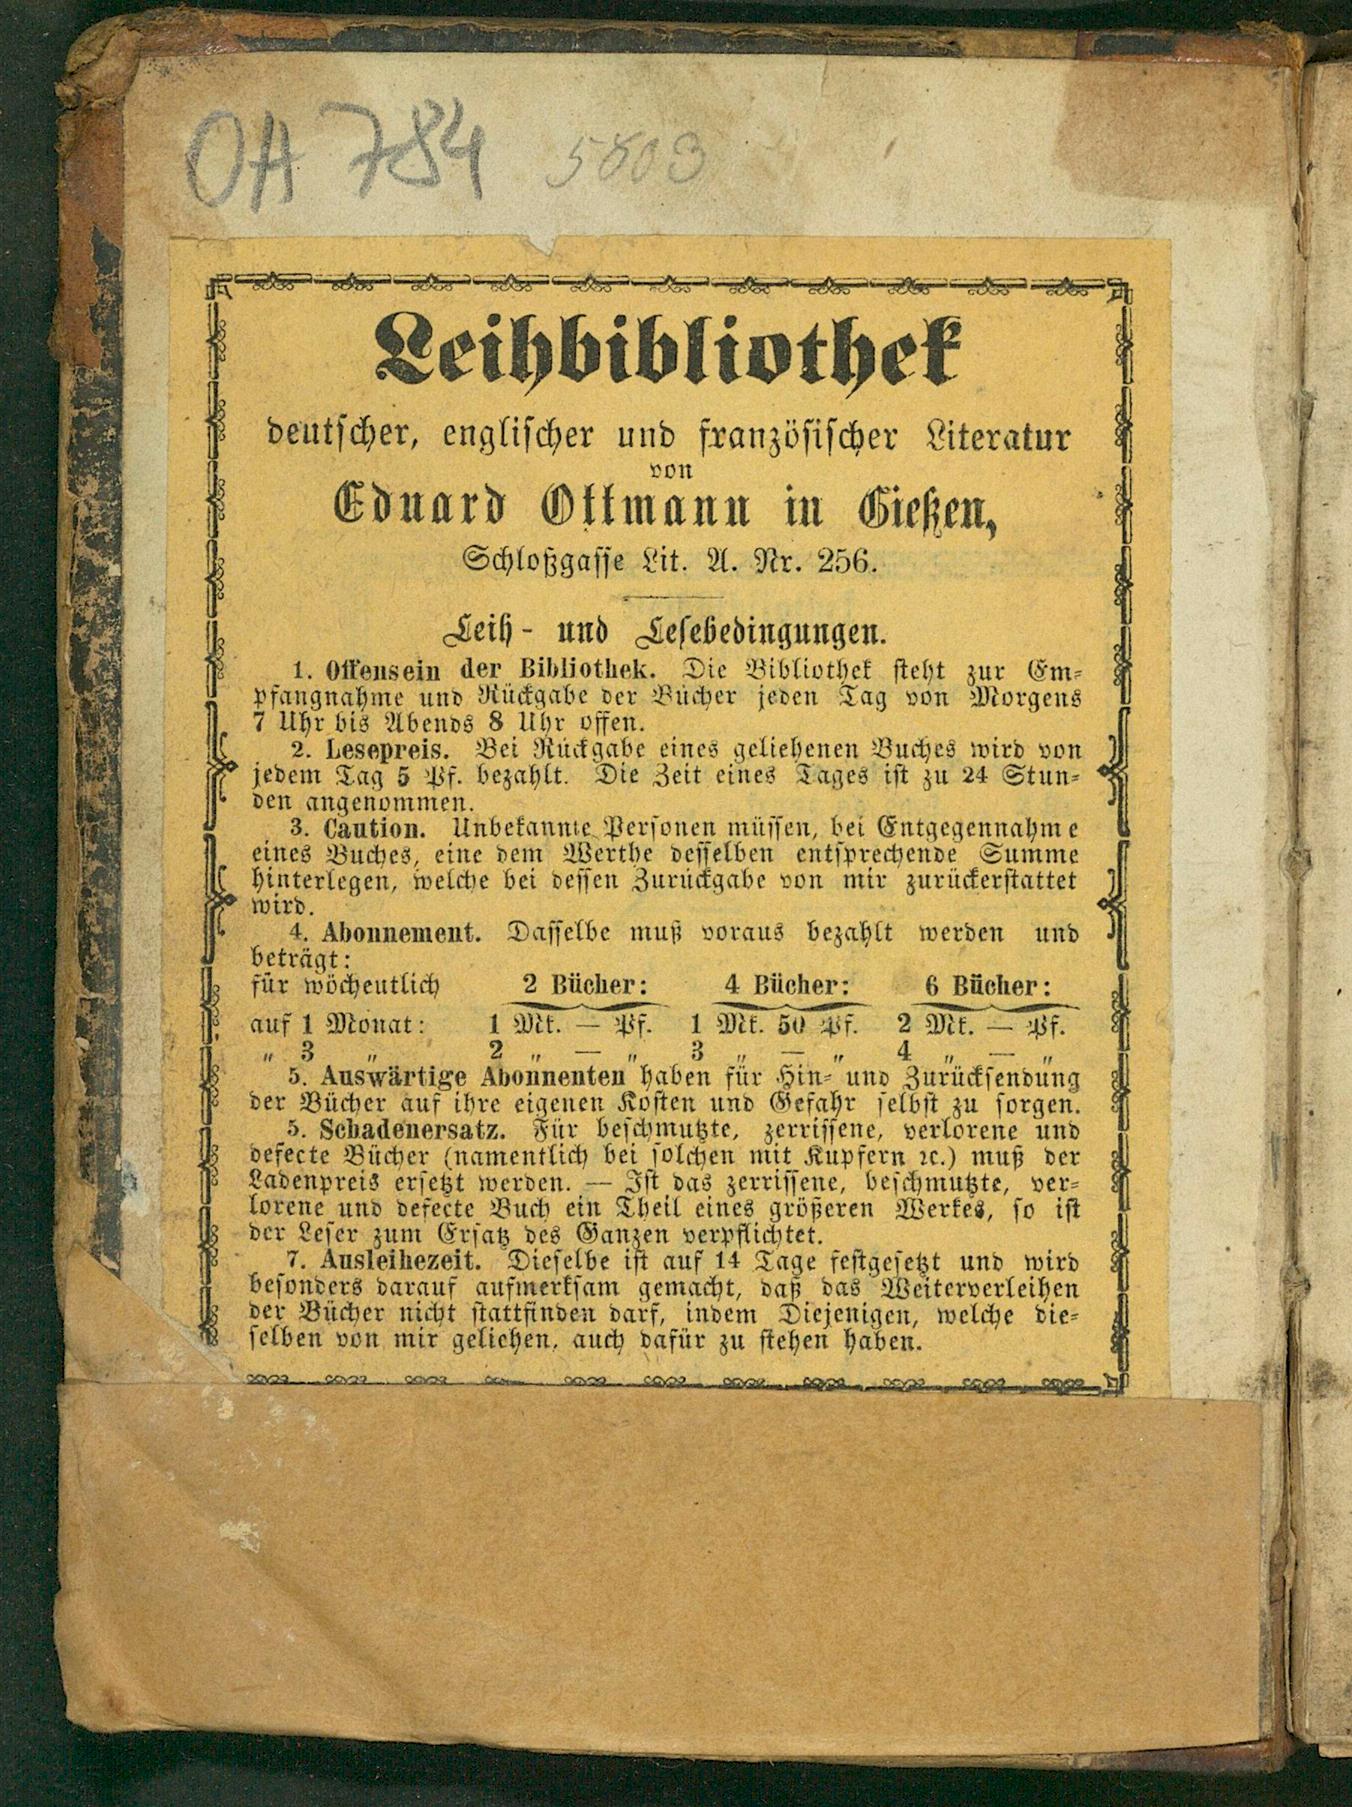 OA 784 5803
Leihbibliothek
deutscher, englischer und französischer Literatur
von
Eduard Ottmann in Gießen,
Schloßgasse Lit. A. Nr. 256.
Leih- und Lesebedingungen.
1. Offensein der Bibliothek. Die Bibliothek steht zur Em-
pfangnahme und Rückgabe der Bücher jeden Tag von Morgens
7 Uhr bis Abends 8 Uhr offen.
2. Lesepreis. Bei Rückgabe eines geliehenen Buches wird von
jedem Tag 5 Pf. bezahlt. Die Zeit eines Tages ist zu 24 Stun-
den angenommen.
3. Caution. Unbekannte Personen müssen, bei Entgegennahme
eines Buches, eine dem Werthe desselben entsprechende Summe
hinterlegen, welche bei dessen Zurückgabe von mir zurückerstattet
wird.
4. Abonnement. Dasselbe muß voraus bezahlt werden und
beträgt:
für wöchentlich 2 Bücher: 4 Bücher: 6 Bücher:
auf 1 Monat: 1 Mk. — Pf. 1 Mk. 50 Pf. 2 Mk. — Pf.
„ 3 „ 2 „ — „ 3 „ — „ 4 „ — „
5. Auswärtige Abonnenten haben für Hin- und Zurücksendung
der Bücher auf ihre eigenen Kosten und Gefahr selbst zu sorgen.
5. Schadenersatz. Für beschmutzte, zerrissene, verlorene und
defecte Bücher (namentlich bei solchen mit Kupfern ꝛc.) muß der
Ladenpreis ersetzt werden. — Ist das zerrissene, beschmutzte, ver-
lorene und defecte Buch ein Theil eines größeren Werkes, so ist
der Leser zum Ersatz des Ganzen verpflichtet.
7. Ausleihezeit. Dieselbe ist auf 14 Tage festgesetzt und wird
besonders darauf aufmerksam gemacht, daß das Weiterverleihen
der Bücher nicht stattfinden darf, indem Diejenigen, welche die-
selben von mir geliehen, auch dafür zu stehen haben.